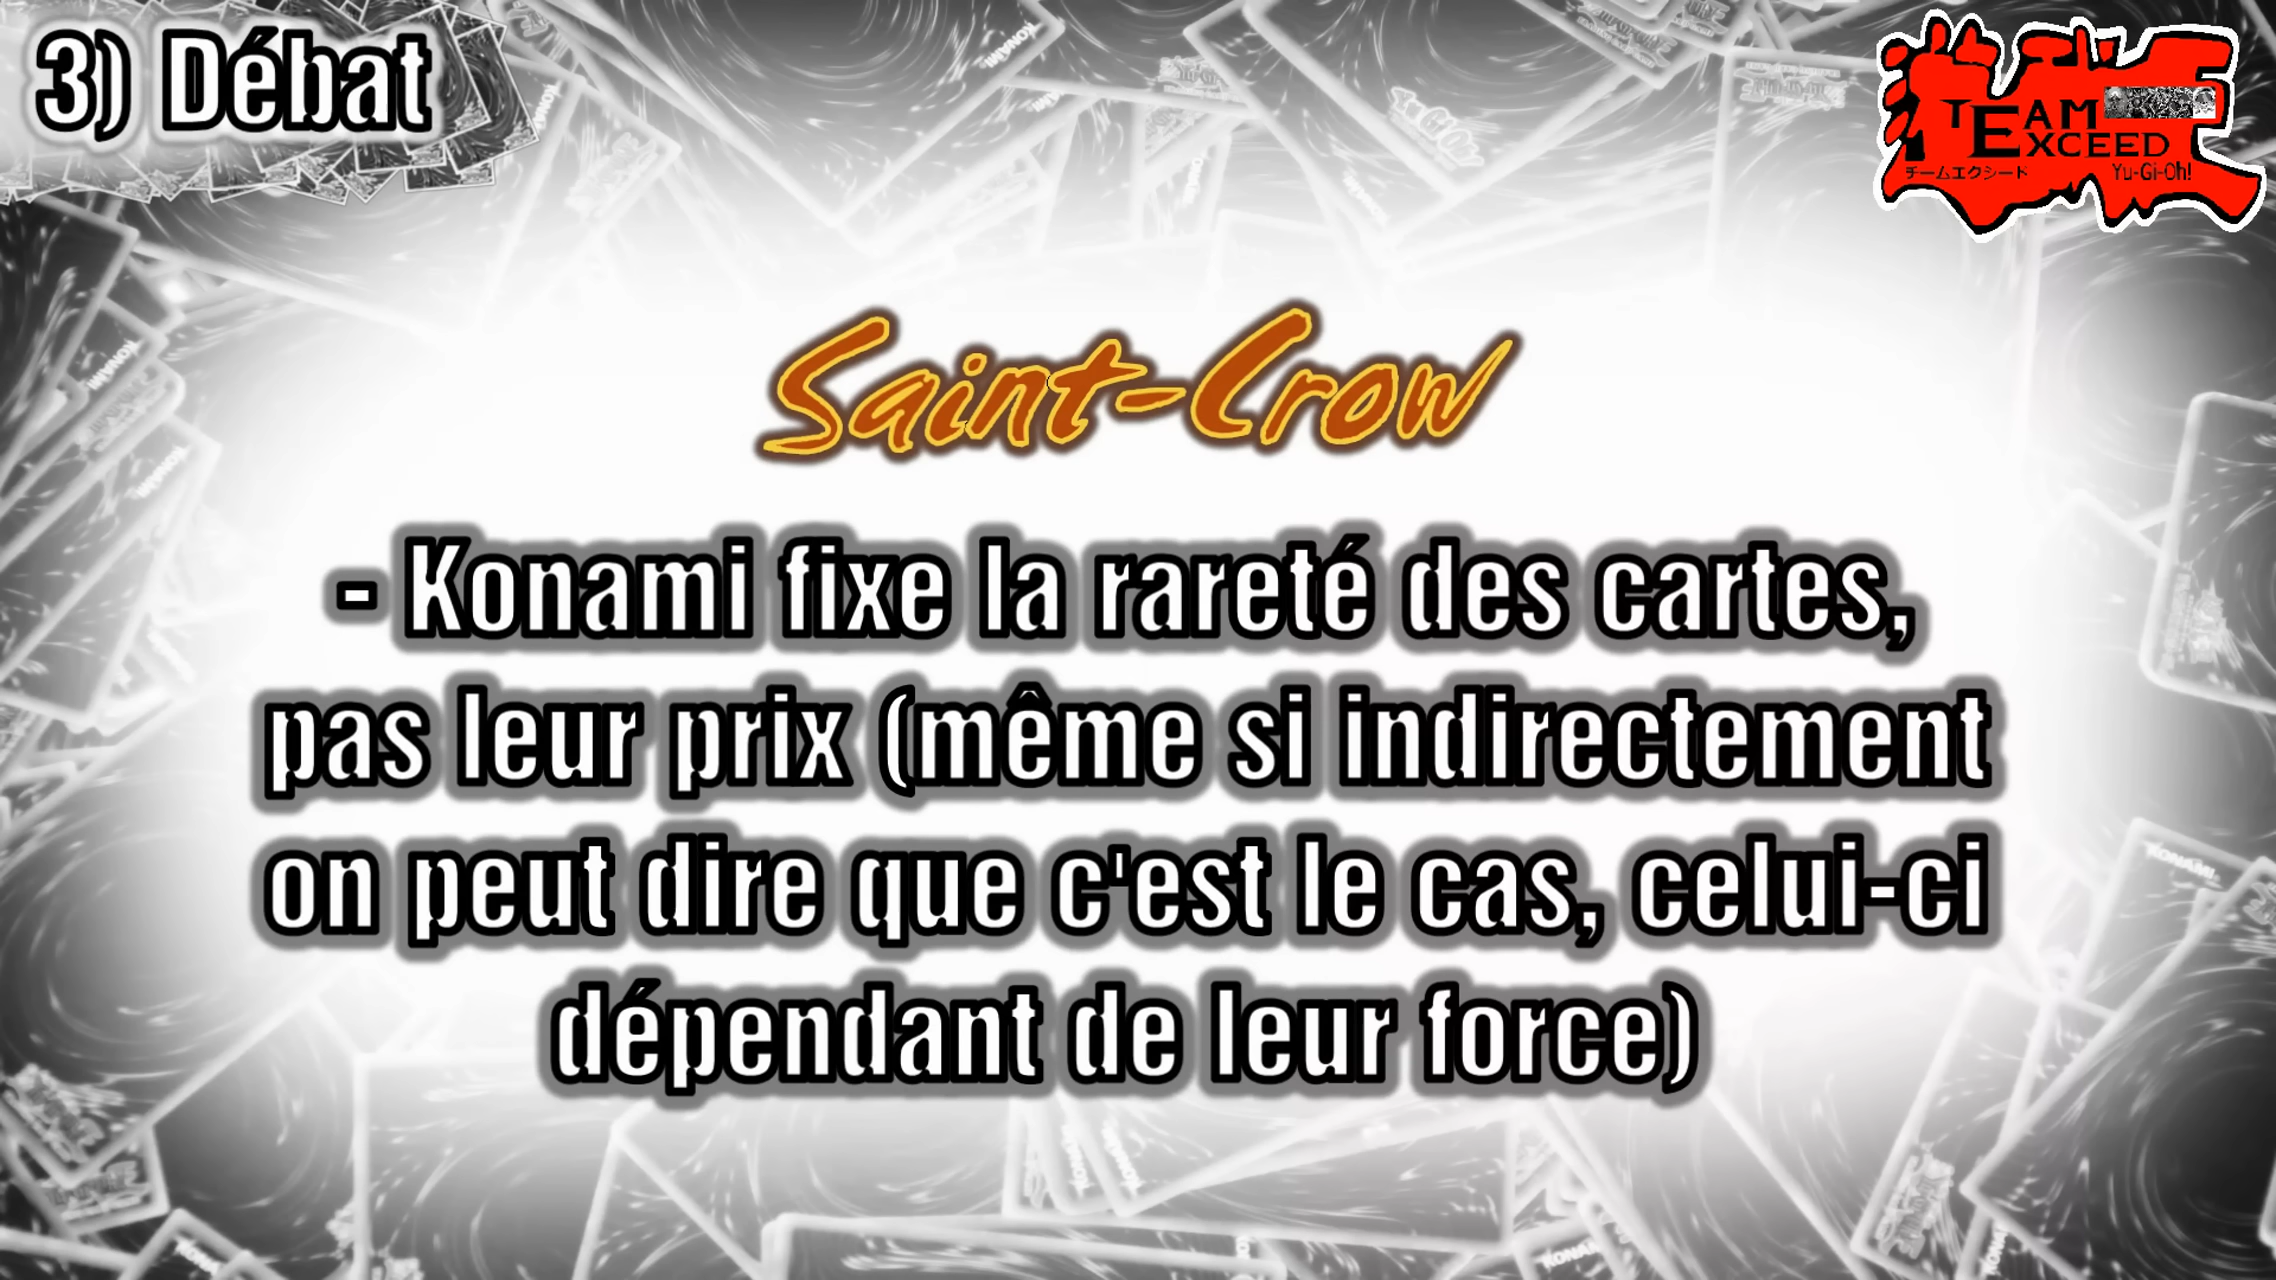 3) Débat
TEAM
EXCEED
チームエクシード
Yu-Gi-Oh!
Saint-Crow
- Konami fixe la rareté des cartes,
pas leur prix (même si indirectement
on peut dire que c'est le cas, celui-ci
dépendant de leur force)